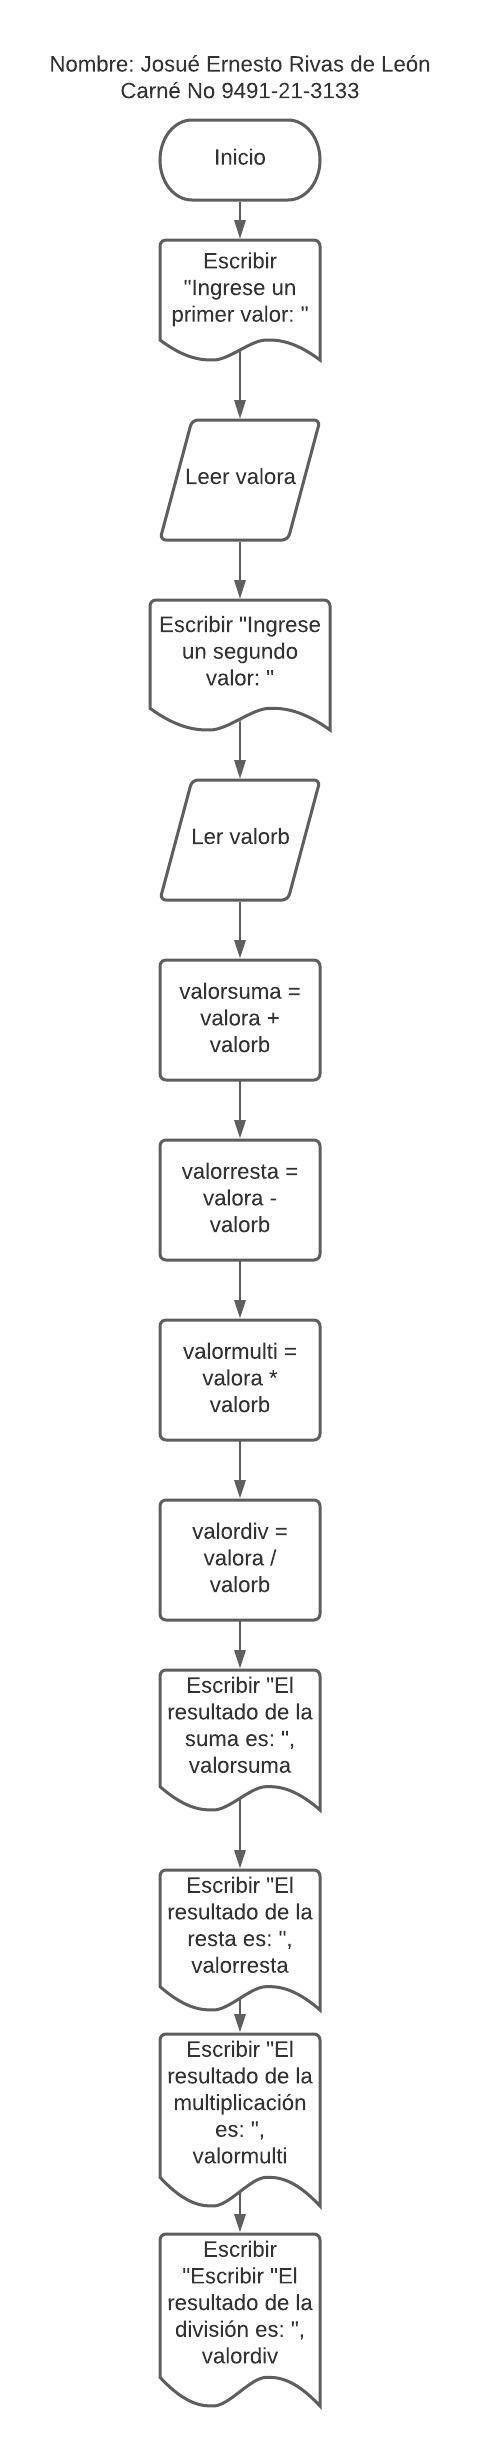 Nombre: Josué Ernesto Rivas de León
Carné No 9491-21-3133
Inicio
Escribir
"Ingrese un
primer valor: "
Leer valora
Escribir "Ingrese
un segundo
valor: "
Ler valorb
valorsuma =
valora +
valorb
valorresta =
valora -
valorb
valormulti =
valora *
valorb
valordiv =
valora /
valorb
Escribir "El
resultado de la
suma es: ",
valorsuma
Escribir "El
resultado de la
resta es: ",
valorresta
Escribir "El
resultado de la
multiplicación
es: ",
valormulti
Escribir
"Escribir "El
resultado de la
división es: ",
valordiv